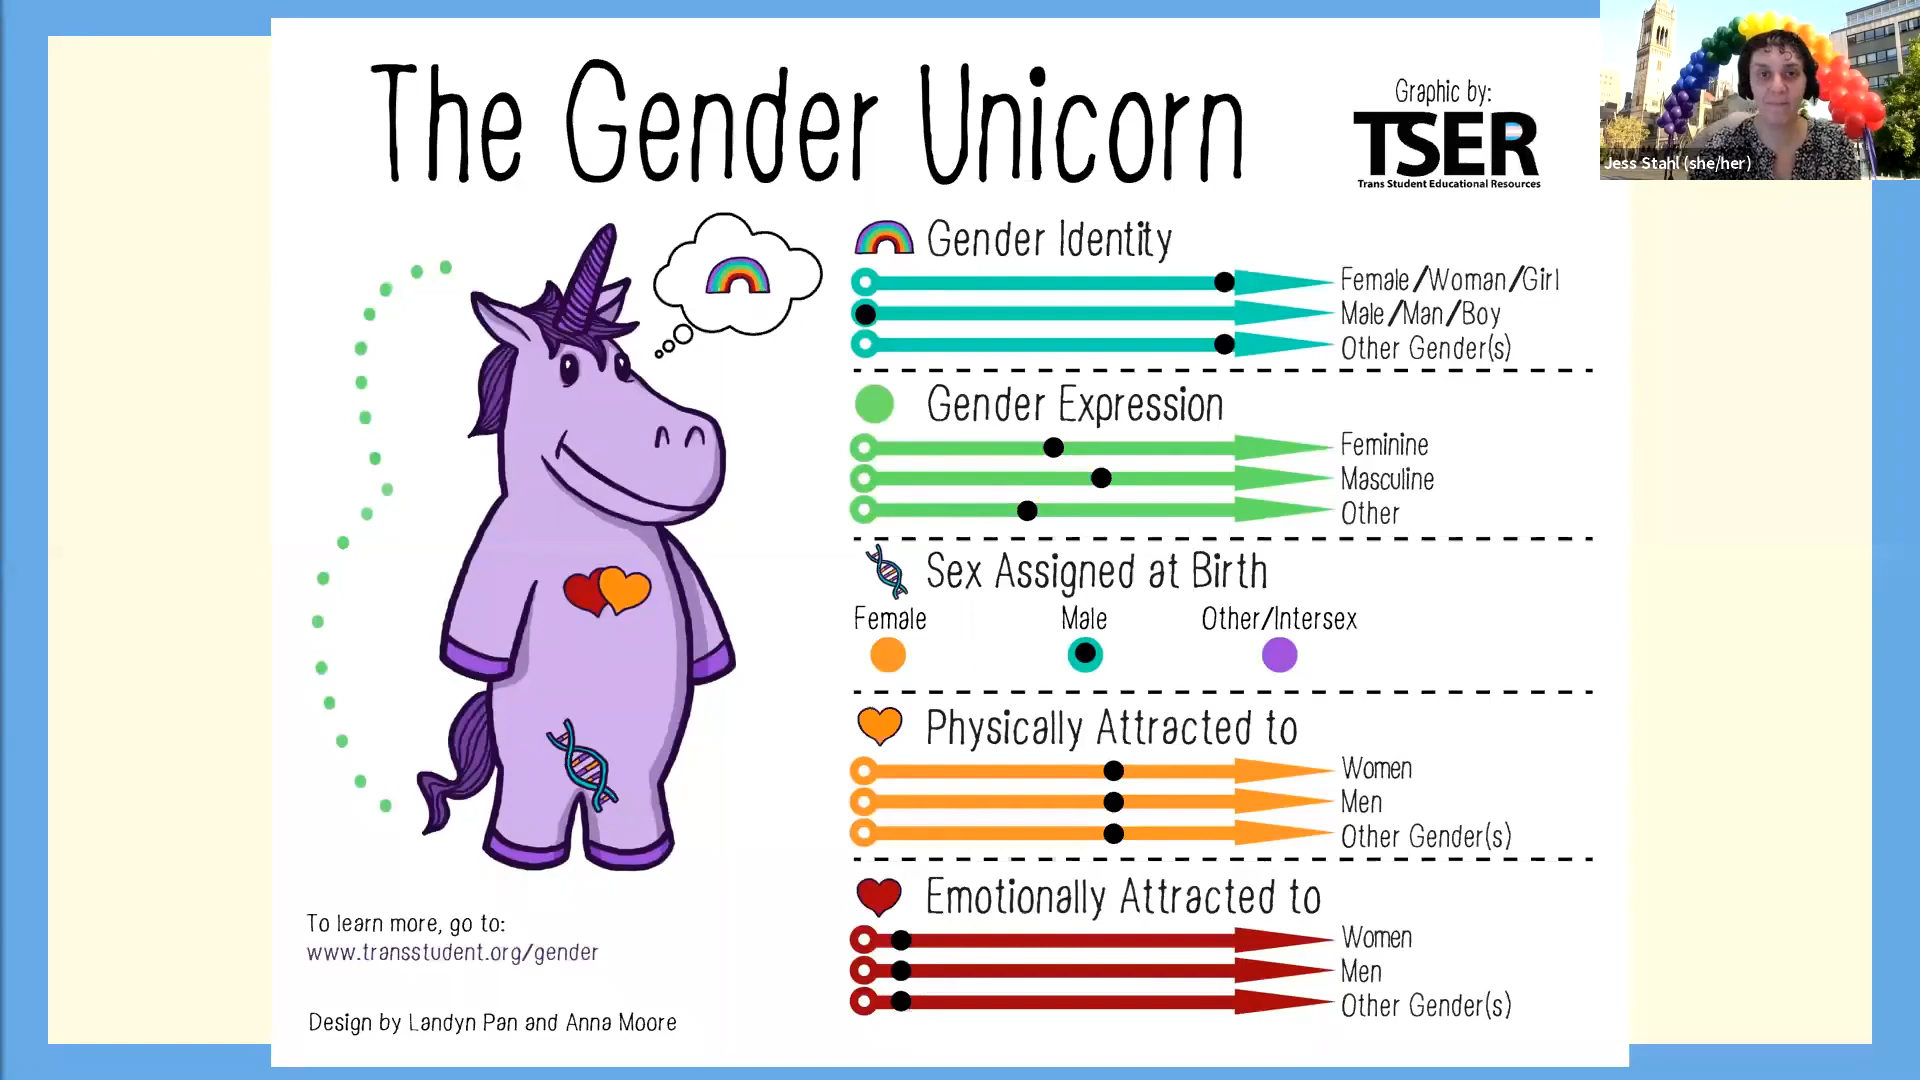 The Gender Unicorn
Graphic by:
TSER
Trans Student Educational Resources
Jess Stahl (she/her)
Gender Identity
Female/Woman/Girl
Male/Man/Boy
Other Gender(s)
Gender Expression
Feminine
Masculine
Other
Sex Assigned at Birth
Female Male Other/Intersex
Physically Attracted to
Women
Men
Other Gender(s)
Emotionally Attracted to
Women
Men
Other Gender(s)
To learn more, go to:
www.transstudent.org/gender
Design by Landyn Pan and Anna Moore